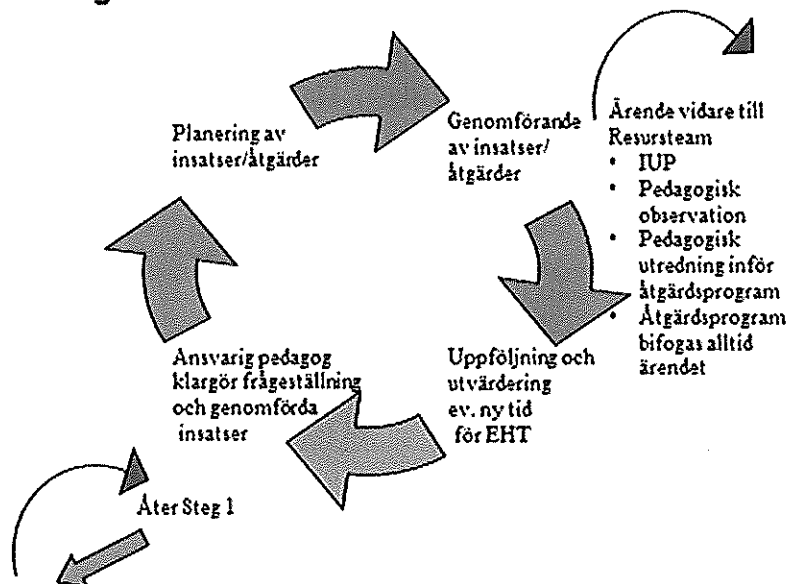 Planering av
insatser/åtgärder
Genomförande
av insatser/
åtgärder
Ärende vidare till
Resursteam
• IUP
• Pedagogisk
observation
• Pedagogisk
utredning inför
åtgärdsprogram
• Åtgärdsprogram
bifogas alltid
ärendet
Ansvarig pedagog
klargör frågeställning
och genomförda
insatser
Uppföljning och
utvärdering
ev. ny tid
för EHT
Åter Steg 1